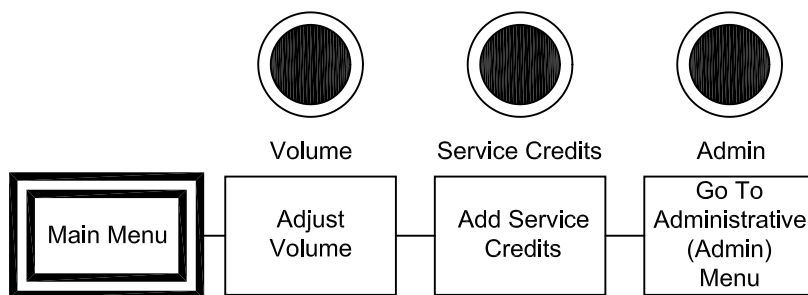 Volume
Service Credits
Admin
Main Menu
Adjust
Volume
Add Service
Credits
Go To
Administrative
(Admin)
Menu